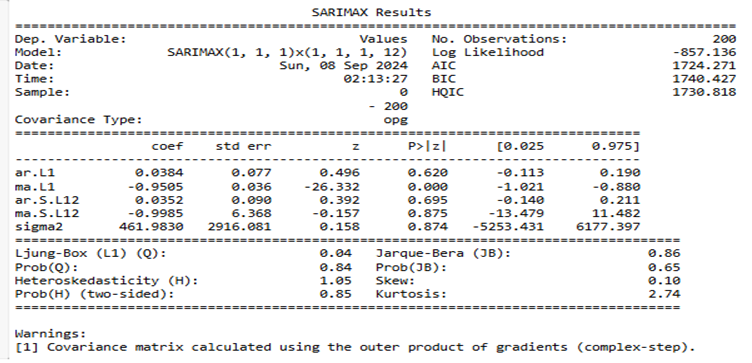 SARIMAX Results
==============================================================================================
Dep. Variable:                             Values   No. Observations:                  200
Model:             SARIMAX(1, 1, 1)x(1, 1, 1, 12)   Log Likelihood                -857.136
Date:                            Sun, 08 Sep 2024   AIC                           1724.271
Time:                                    02:13:27   BIC                           1740.427
Sample:                                         0   HQIC                          1730.818
                                            - 200
Covariance Type:                              opg
==============================================================================
                 coef    std err          z      P>|z|      [0.025      0.975]
------------------------------------------------------------------------------
ar.L1          0.0384      0.077      0.496      0.620      -0.113       0.190
ma.L1         -0.9505      0.036    -26.332      0.000      -1.021      -0.880
ar.S.L12       0.0352      0.090      0.392      0.695      -0.140       0.211
ma.S.L12      -0.9985      6.368     -0.157      0.875     -13.479      11.482
sigma2       461.9830   2916.081      0.158      0.874   -5253.431    6177.397
===================================================================================
Ljung-Box (L1) (Q):                   0.04   Jarque-Bera (JB):                 0.86
Prob(Q):                              0.84   Prob(JB):                         0.65
Heteroskedasticity (H):               1.05   Skew:                             0.10
Prob(H) (two-sided):                  0.85   Kurtosis:                         2.74
===================================================================================
Warnings:
[1] Covariance matrix calculated using the outer product of gradients (complex-step).